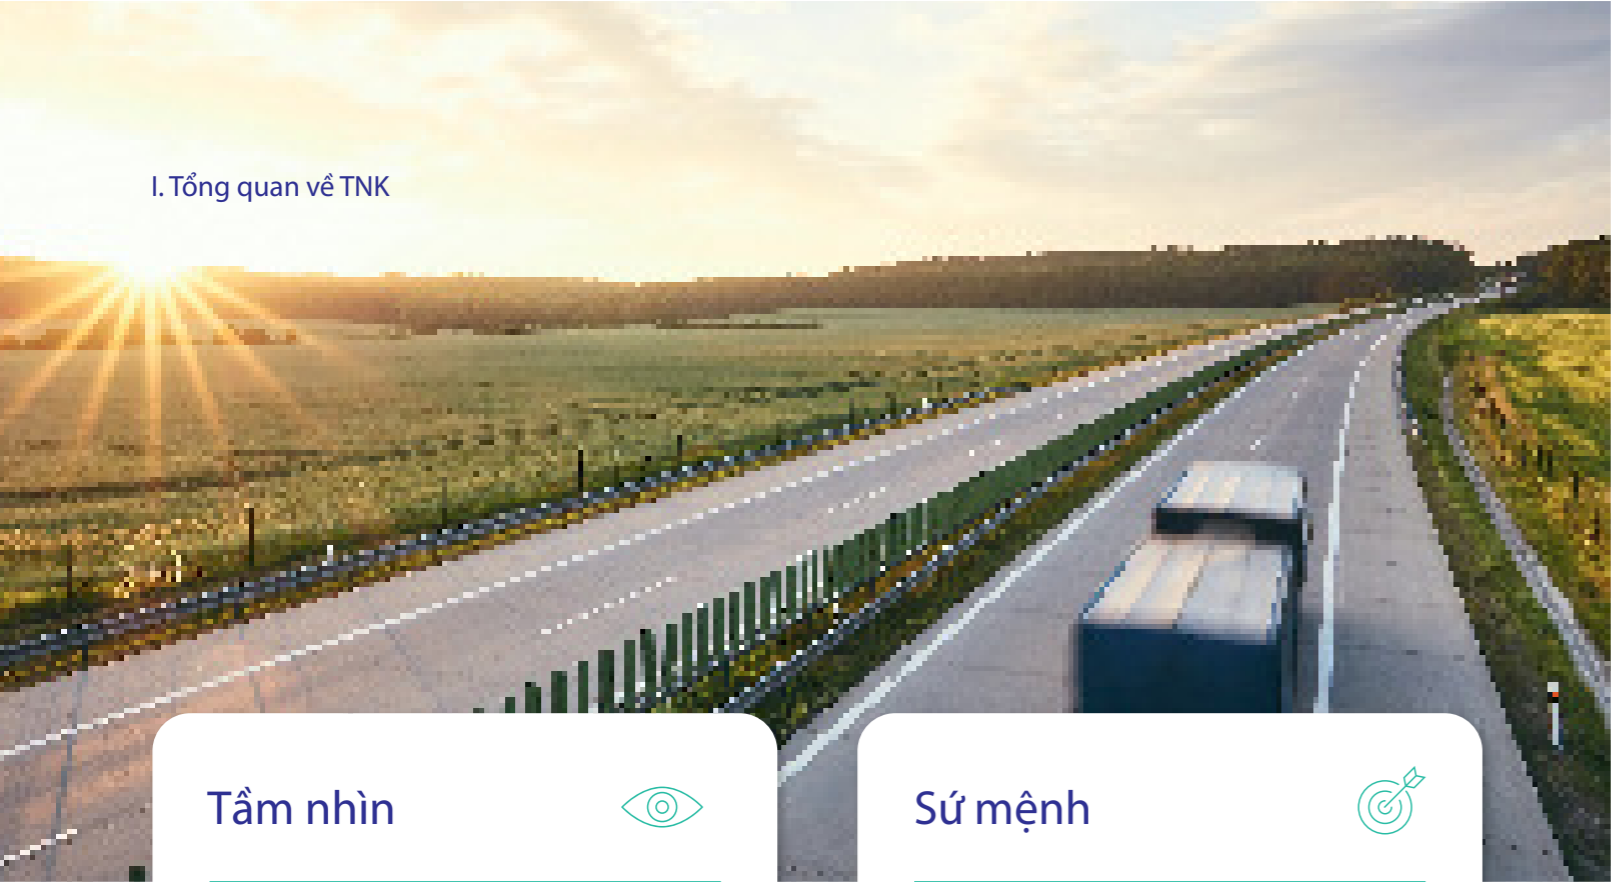 I. Tổng quan về TNK
Tầm nhìn
Sứ mệnh